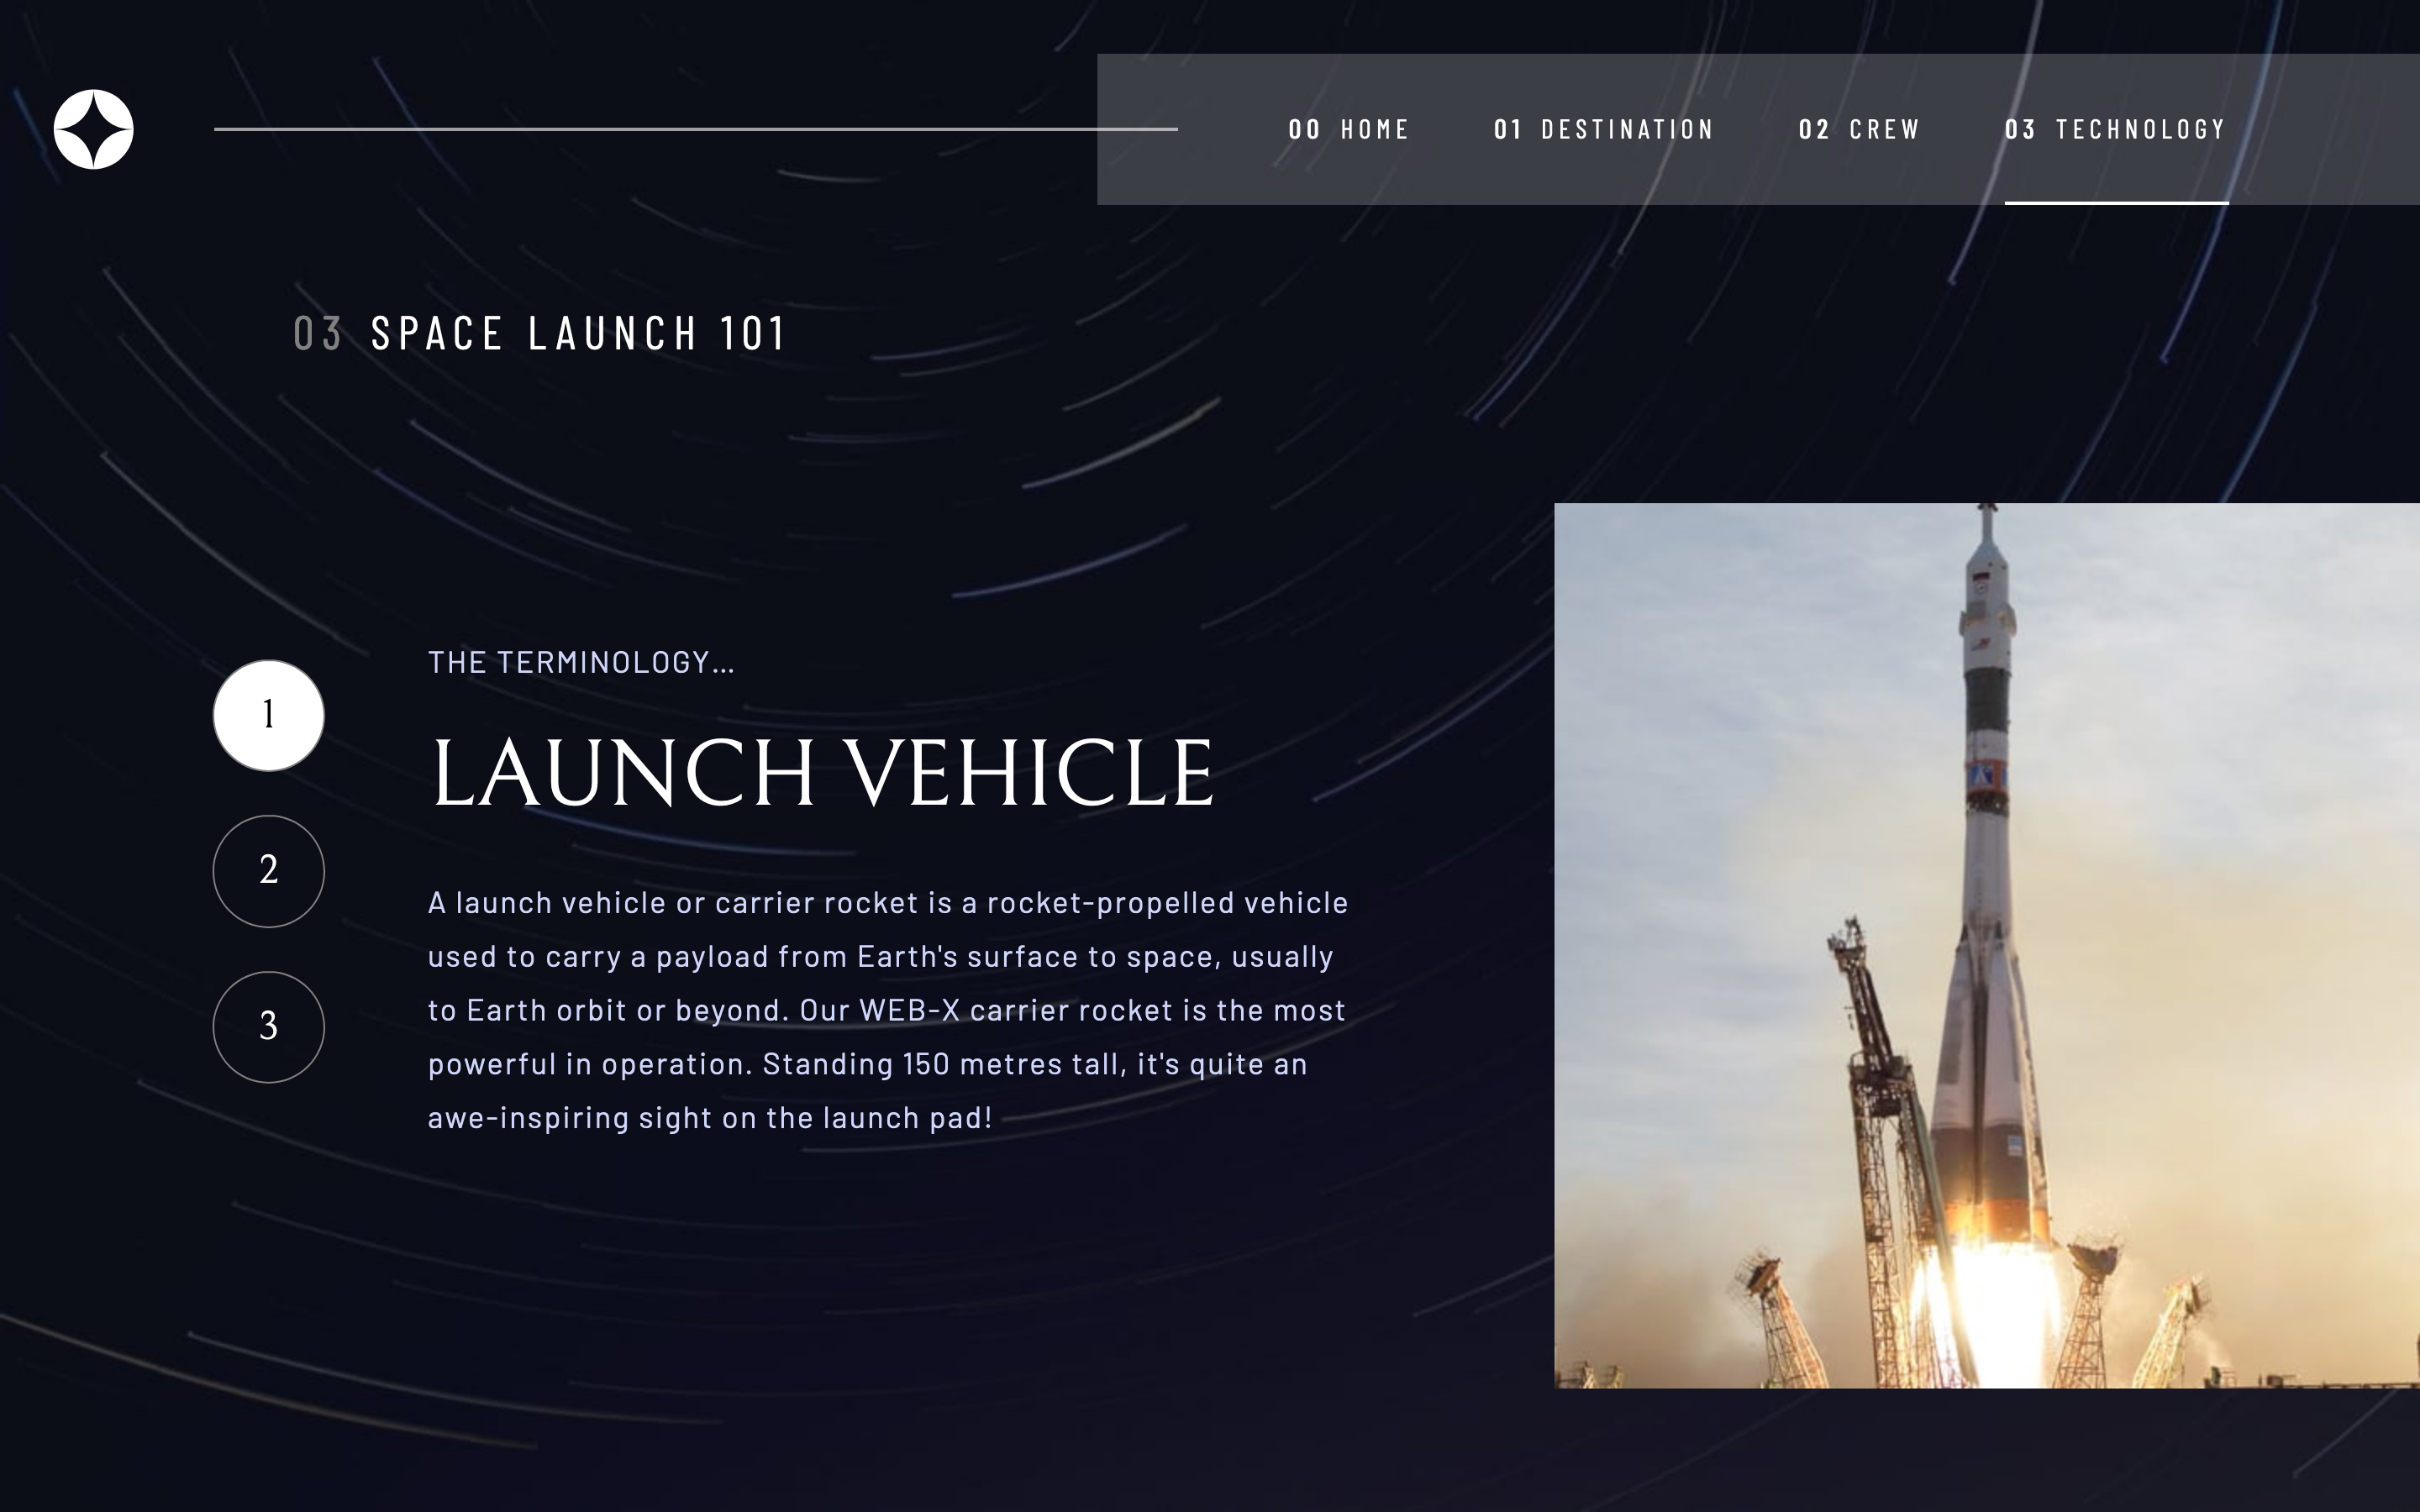 00 HOME 01 DESTINATION 02 CREW 03 TECHNOLOGY
03 SPACE LAUNCH 101
THE TERMINOLOGY...
1
LAUNCH VEHICLE
2
3
A launch vehicle or carrier rocket is a rocket-propelled vehicle
used to carry a payload from Earth's surface to space, usually
to Earth orbit or beyond. Our WEB-X carrier rocket is the most
powerful in operation. Standing 150 metres tall, it's quite an
awe-inspiring sight on the launch pad!